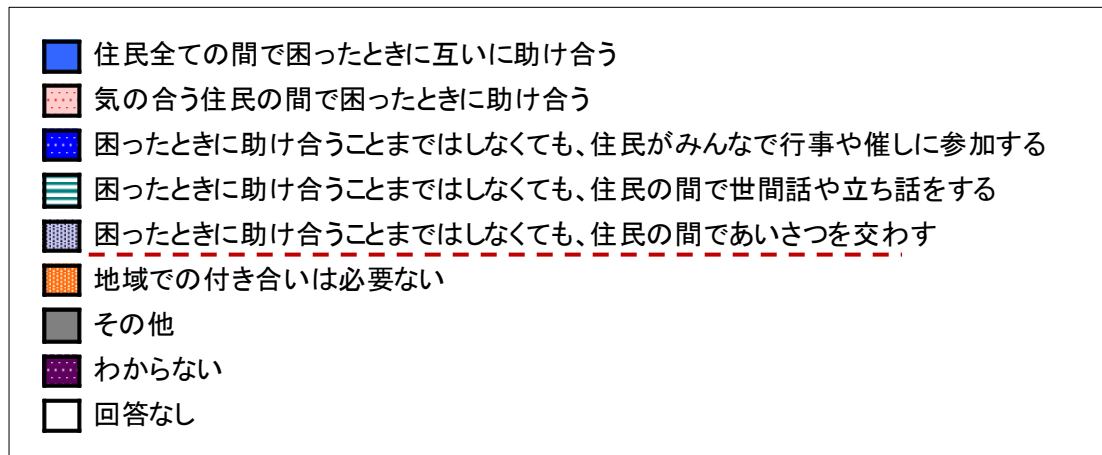 住民全ての間で困ったときに互いに助け合う
気の合う住民の間で困ったときに助け合う
困ったときに助け合うことまではしなくても、住民がみんなで行事や催しに参加する
困ったときに助け合うことまではしなくても、住民の間で世間話や立ち話をする
困ったときに助け合うことまではしなくても、住民の間であいさつを交わす
地域での付き合いは必要ない
その他
わからない
回答なし